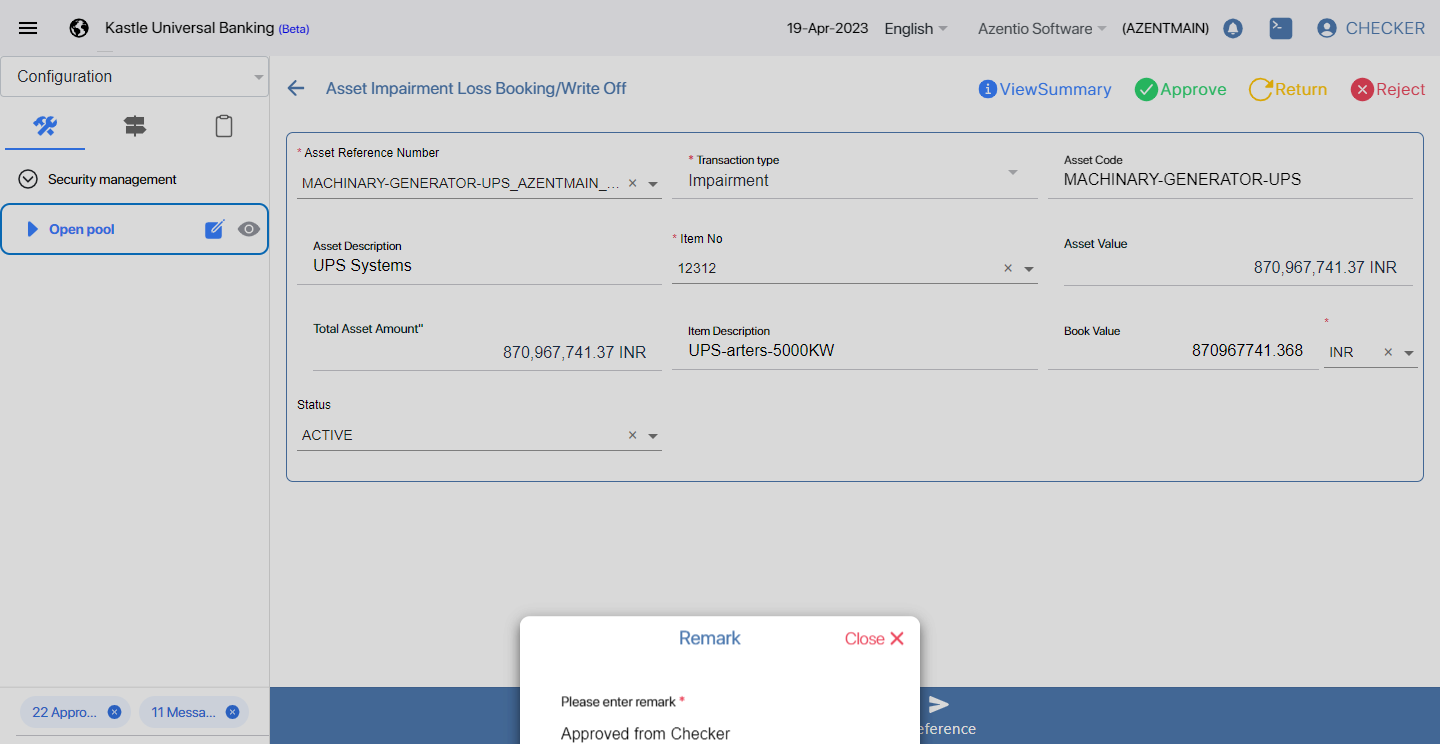 Kastle Universal Banking (Beta)
19-Apr-2023 English Azentio Software (AZENTMAIN) CHECKER
Configuration
Asset Impairment Loss Booking/Write Off
ViewSummary Approve Return Reject
Security management
Open pool
* Asset Reference Number
MACHINARY-GENERATOR-UPS_AZENTMAIN_... ×
* Transaction type
Impairment
Asset Code
MACHINARY-GENERATOR-UPS
Asset Description
UPS Systems
* Item No
12312 ×
Asset Value
870,967,741.37 INR
Total Asset Amount"
870,967,741.37 INR
Item Description
UPS-arters-5000KW
Book Value
870967741.368
*
INR ×
Status
ACTIVE ×
Remark Close
Please enter remark *
Approved from Checker
eference
22 Appro... 11 Messa...